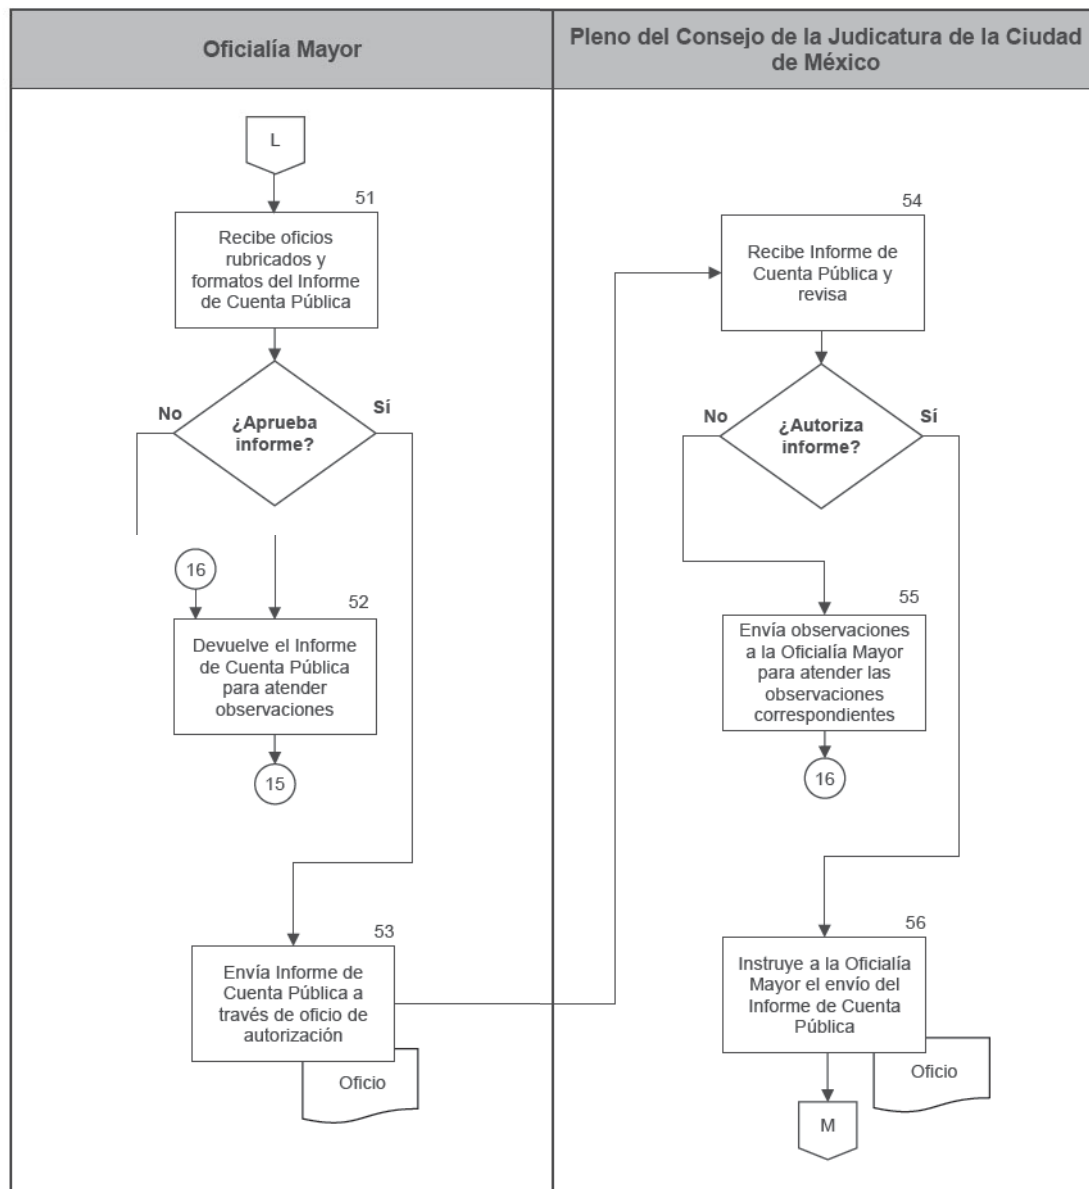 Oficialía Mayor
Pleno del Consejo de la Judicatura de la Ciudad
de México
L
51
Recibe oficios
rubricados y
formatos del Informe
de Cuenta Pública
No
Sí
¿Aprueba
informe?
16
52
Devuelve el Informe
de Cuenta Pública
para atender
observaciones
15
53
Envía Informe de
Cuenta Pública a
través de oficio de
autorización
Oficio
54
Recibe Informe de
Cuenta Pública y
revisa
No
Sí
¿Autoriza
informe?
55
Envía observaciones
a la Oficialía Mayor
para atender las
observaciones
correspondientes
16
56
Instruye a la Oficialía
Mayor el envío del
Informe de Cuenta
Pública
Oficio
M